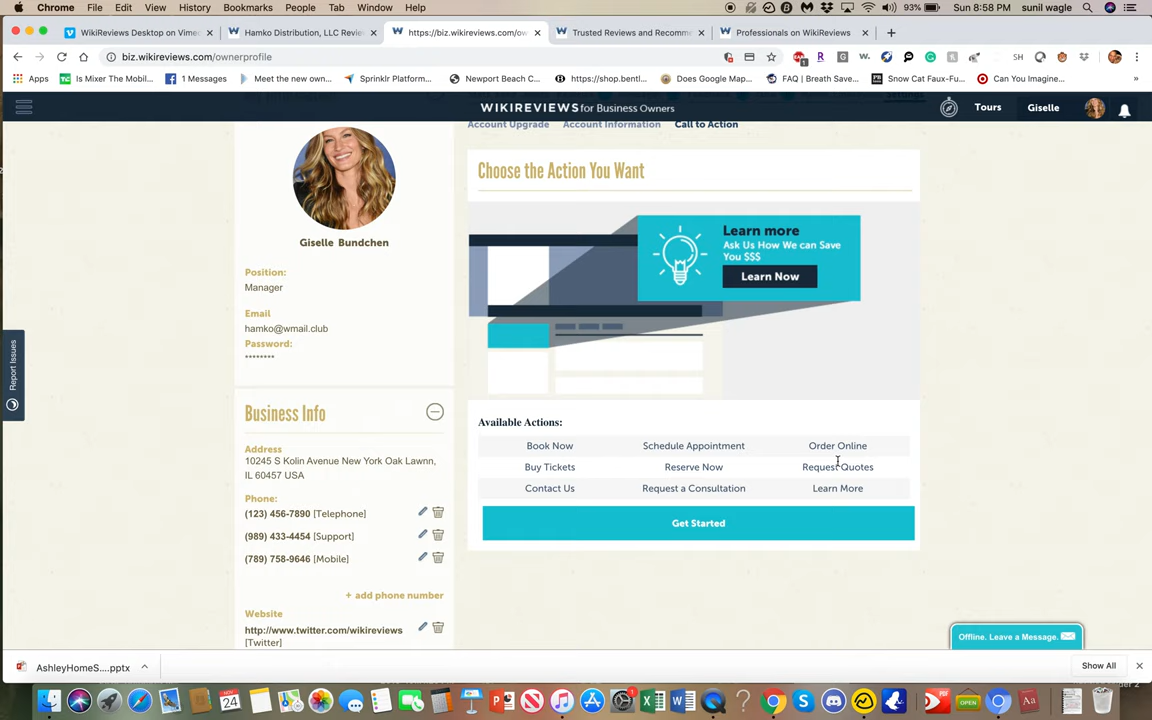 Chrome File Edit View History Bookmarks People Tab Window Help
93% Sun 8:58 PM sunil wagle
WikiReviews Desktop on Vimeo
Hamko Distribution, LLC Revie
https://biz.wikireviews.com/own
Trusted Reviews and Recomm
Professionals on WikiReviews
biz.wikireviews.com/ownerprofile
Apps
Is Mixer The Mobil...
1 Messages
Meet the new own...
Sprinklr Platform...
Newport Beach C...
https://shop.bentl...
Does Google Map...
FAQ | Breath Save...
Snow Cat Faux-Fu...
Can You Imagine...
WIKIREVIEWS for Business Owners
Tours
Giselle
Account Upgrade Account Information Call to Action
Giselle Bundchen
Position:
Manager
Email
hamko@wmail.club
Password:
********
Business Info
Address
10245 S Kolin Avenue New York Oak Lawnn,
IL 60457 USA
Phone:
(123) 456-7890 [Telephone]
(989) 433-4454 [Support]
(789) 758-9646 [Mobile]
+ add phone number
Website
http://www.twitter.com/wikireviews
[Twitter]
Choose the Action You Want
Learn more
Ask Us How We can Save
You $$$
Learn Now
Available Actions:
Book Now Schedule Appointment Order Online
Buy Tickets Reserve Now Request Quotes
Contact Us Request a Consultation Learn More
Get Started
Report Issues
Offline. Leave a Message.
AshleyHomeS....pptx
Show All
NOV
24
OPEN